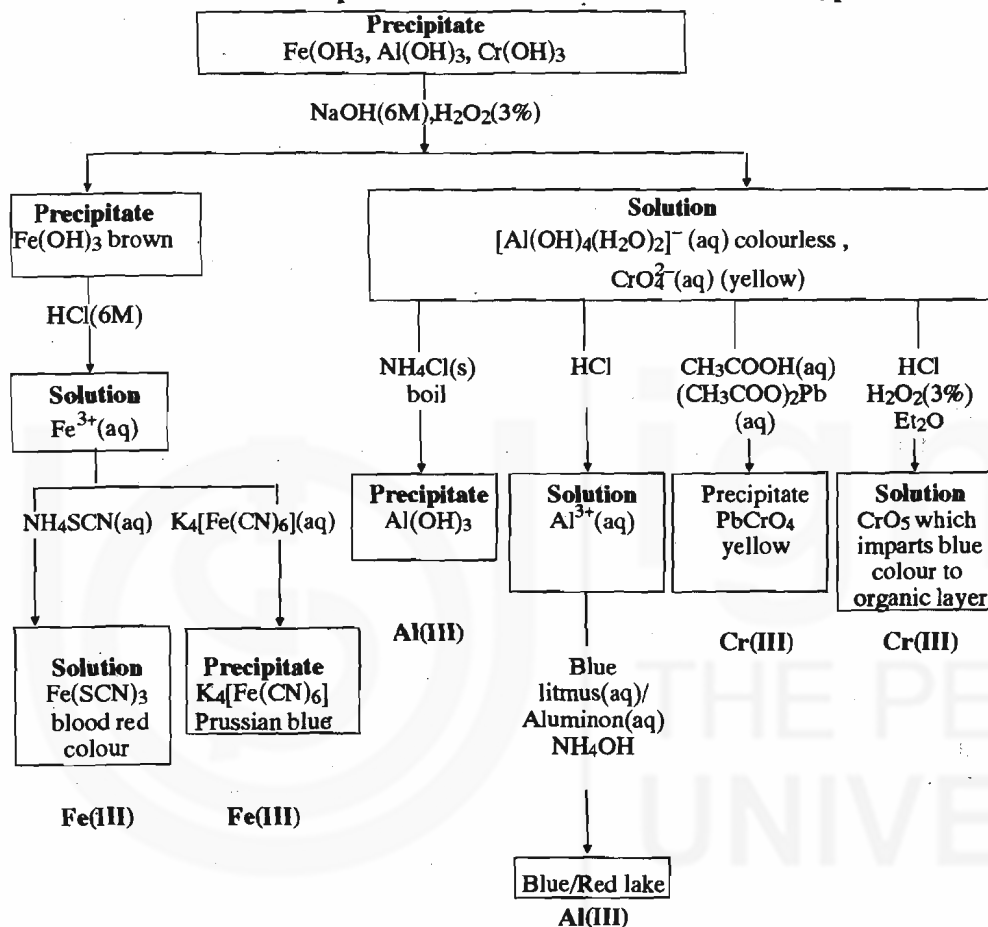 Precipitate
Fe(OH3, Al(OH)3, Cr(OH)3
NaOH(6M),H2O2(3%)
Precipitate
Fe(OH)3 brown
Solution
[Al(OH)4(H2O)2]⁻ (aq) colourless ,
CrO4²⁻(aq) (yellow)
HCl(6M)
NH4Cl(s)
boil
HCl
CH3COOH(aq)
(CH3COO)2Pb
(aq)
HCl
H2O2(3%)
Et2O
Solution
Fe³⁺(aq)
Precipitate
Al(OH)3
Solution
Al³⁺(aq)
Precipitate
PbCrO4
yellow
Solution
CrO5 which
imparts blue
colour to
organic layer
NH4SCN(aq)
K4[Fe(CN)6](aq)
Al(III)
Cr(III)
Cr(III)
Solution
Fe(SCN)3
blood red
colour
Precipitate
K4[Fe(CN)6]
Prussian blue
Blue
litmus(aq)/
Aluminon(aq)
NH4OH
Fe(III)
Fe(III)
Blue/Red lake
Al(III)
ign
THE PE
UNIVE